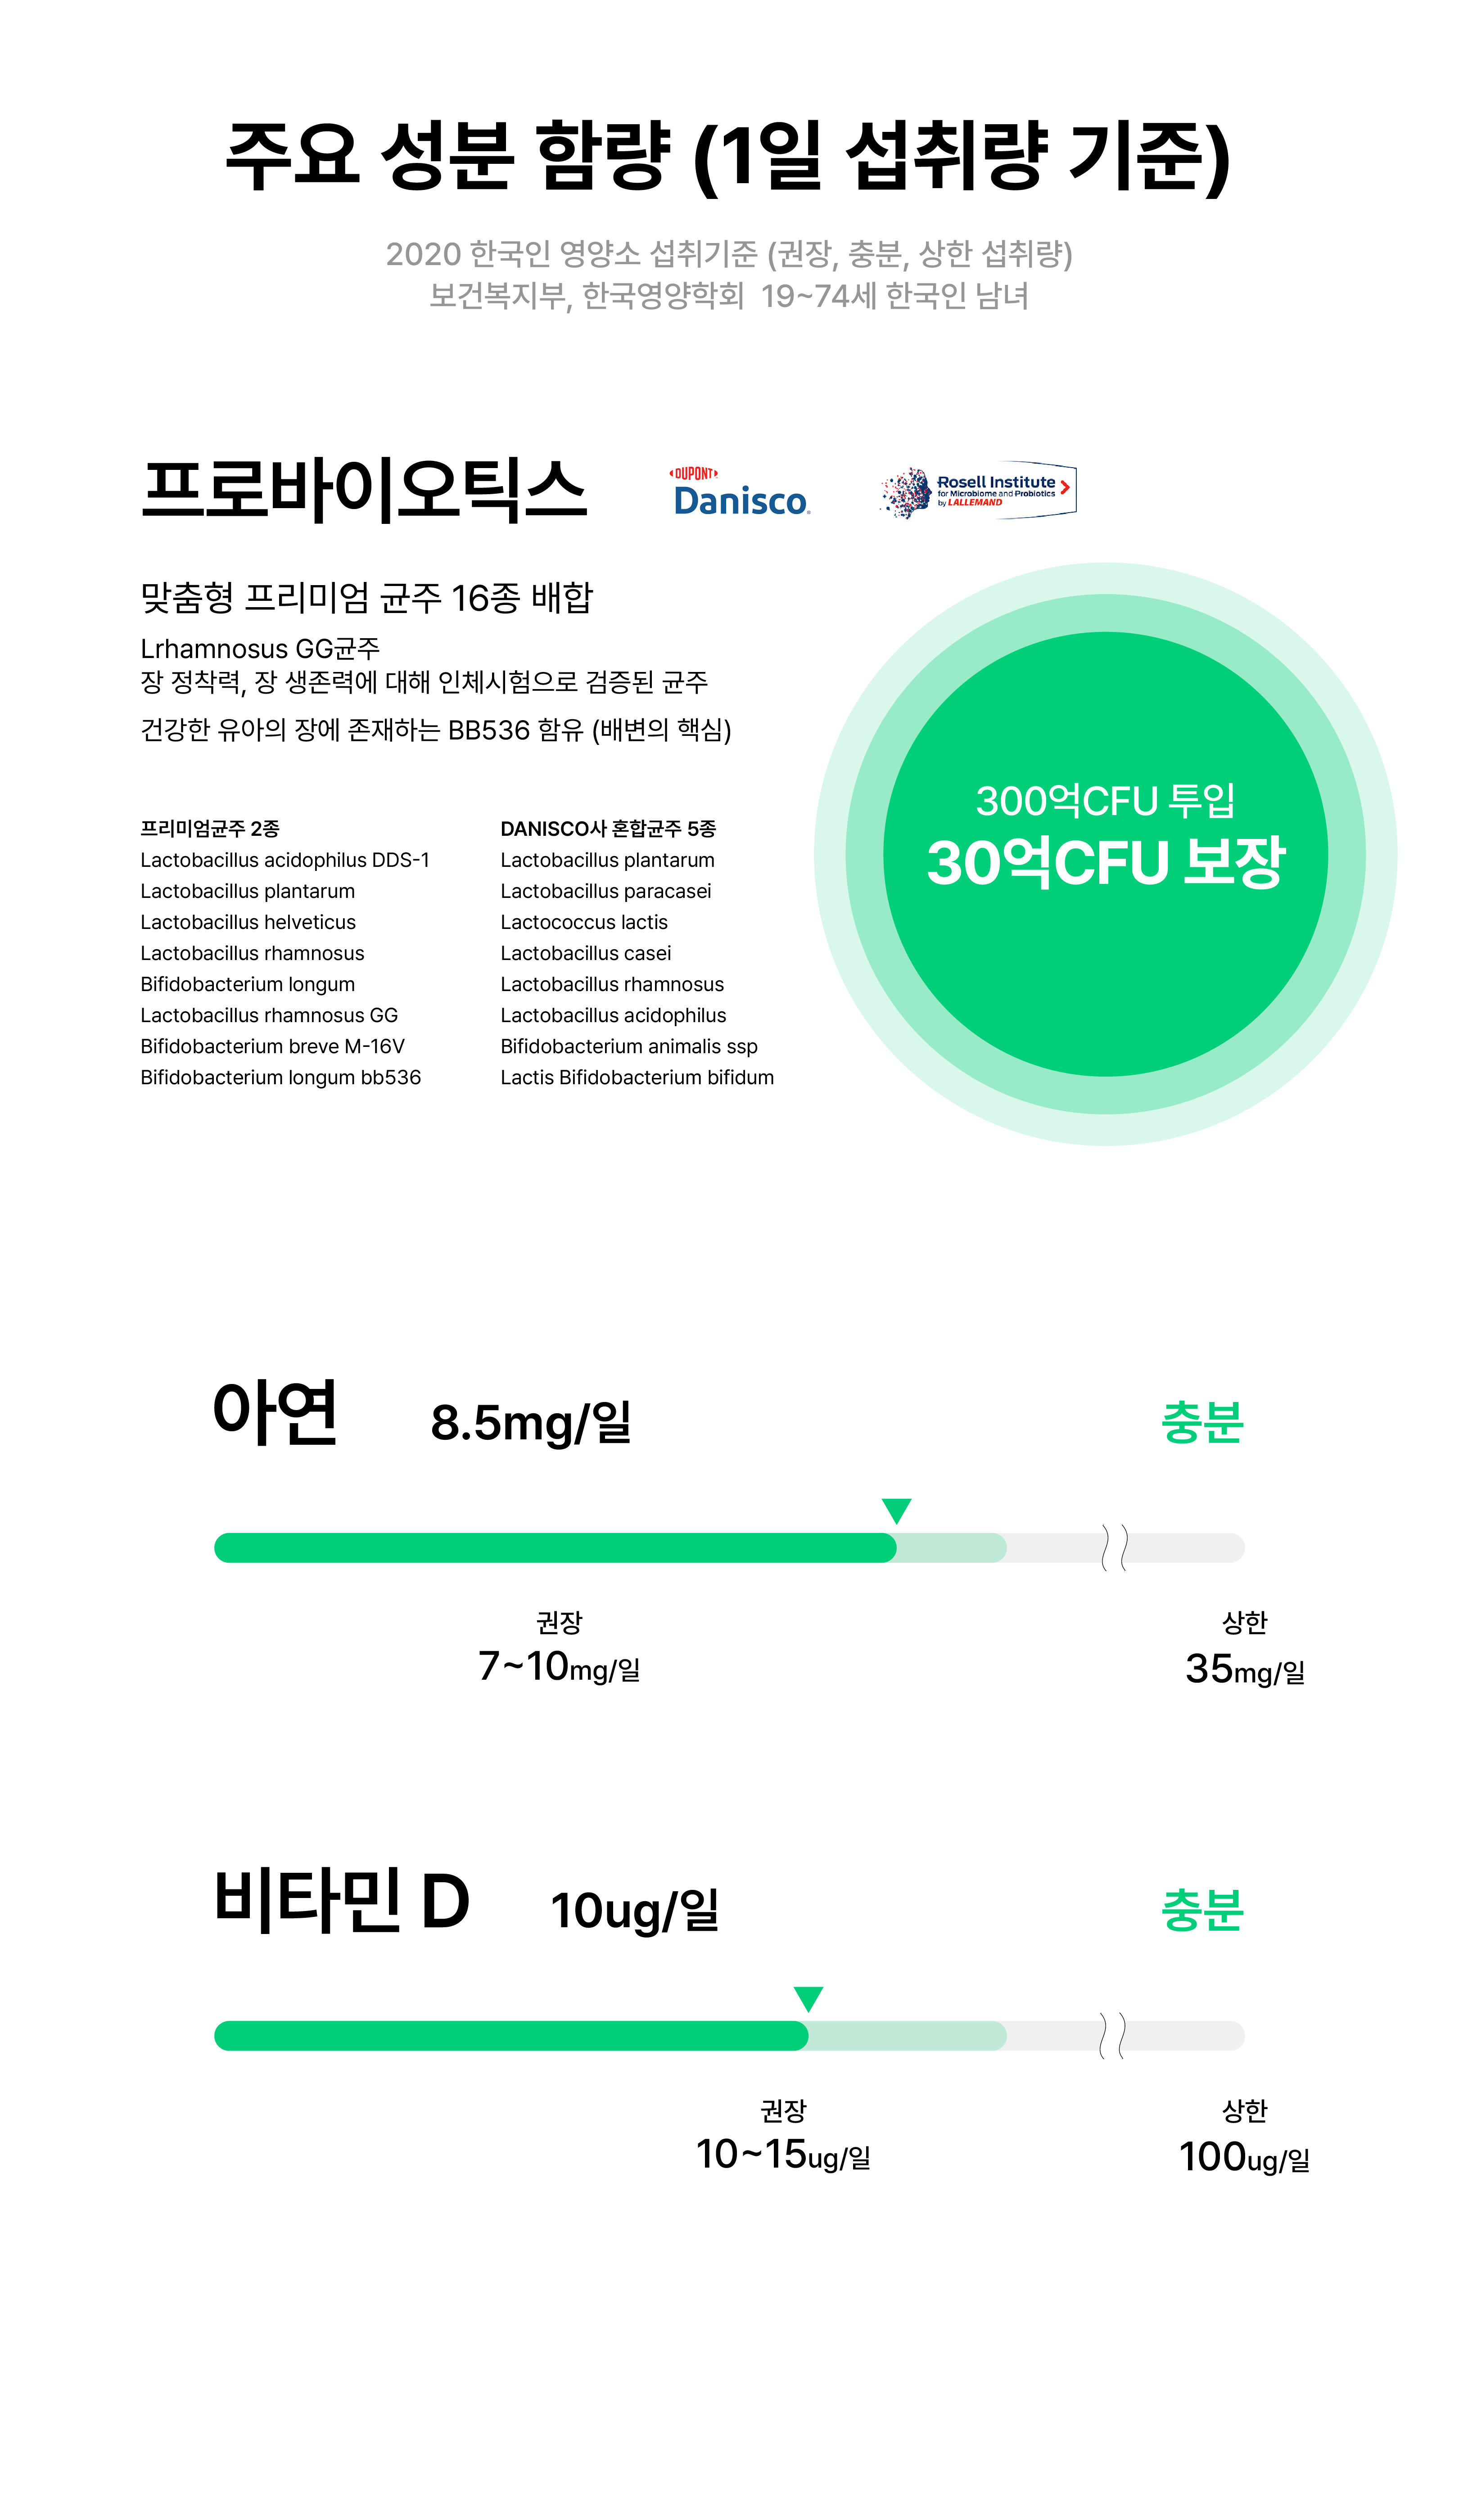 주요 성분 함량 (1일 섭취량 기준)
2020 한국인 영양소 섭취기준 (권장, 충분, 상한 섭취량)
보건복지부, 한국영양학회 19~74세 한국인 남녀
프로바이오틱스
DUPONT
Danisco
Rosell Institute
for Microbiome and Probiotics
by LALLEMAND
맞춤형 프리미엄 균주 16종 배합
Lrhamnosus GG균주
장 정착력, 장 생존력에 대해 인체시험으로 검증된 균주
건강한 유아의 장에 존재하는 BB536 함유 (배변의 핵심)
프리미엄균주 2종
Lactobacillus acidophilus DDS-1
Lactobacillus plantarum
Lactobacillus helveticus
Lactobacillus rhamnosus
Bifidobacterium longum
Lactobacillus rhamnosus GG
Bifidobacterium breve M-16V
Bifidobacterium longum bb536
DANISCO사 혼합균주 5종
Lactobacillus plantarum
Lactobacillus paracasei
Lactococcus lactis
Lactobacillus casei
Lactobacillus rhamnosus
Lactobacillus acidophilus
Bifidobacterium animalis ssp
Lactis Bifidobacterium bifidum
300억CFU 투입
30억CFU 보장
아연 8.5mg/일 충분
권장
7~10mg/일
상한
35mg/일
비타민 D 10ug/일 충분
권장
10~15ug/일
상한
100ug/일